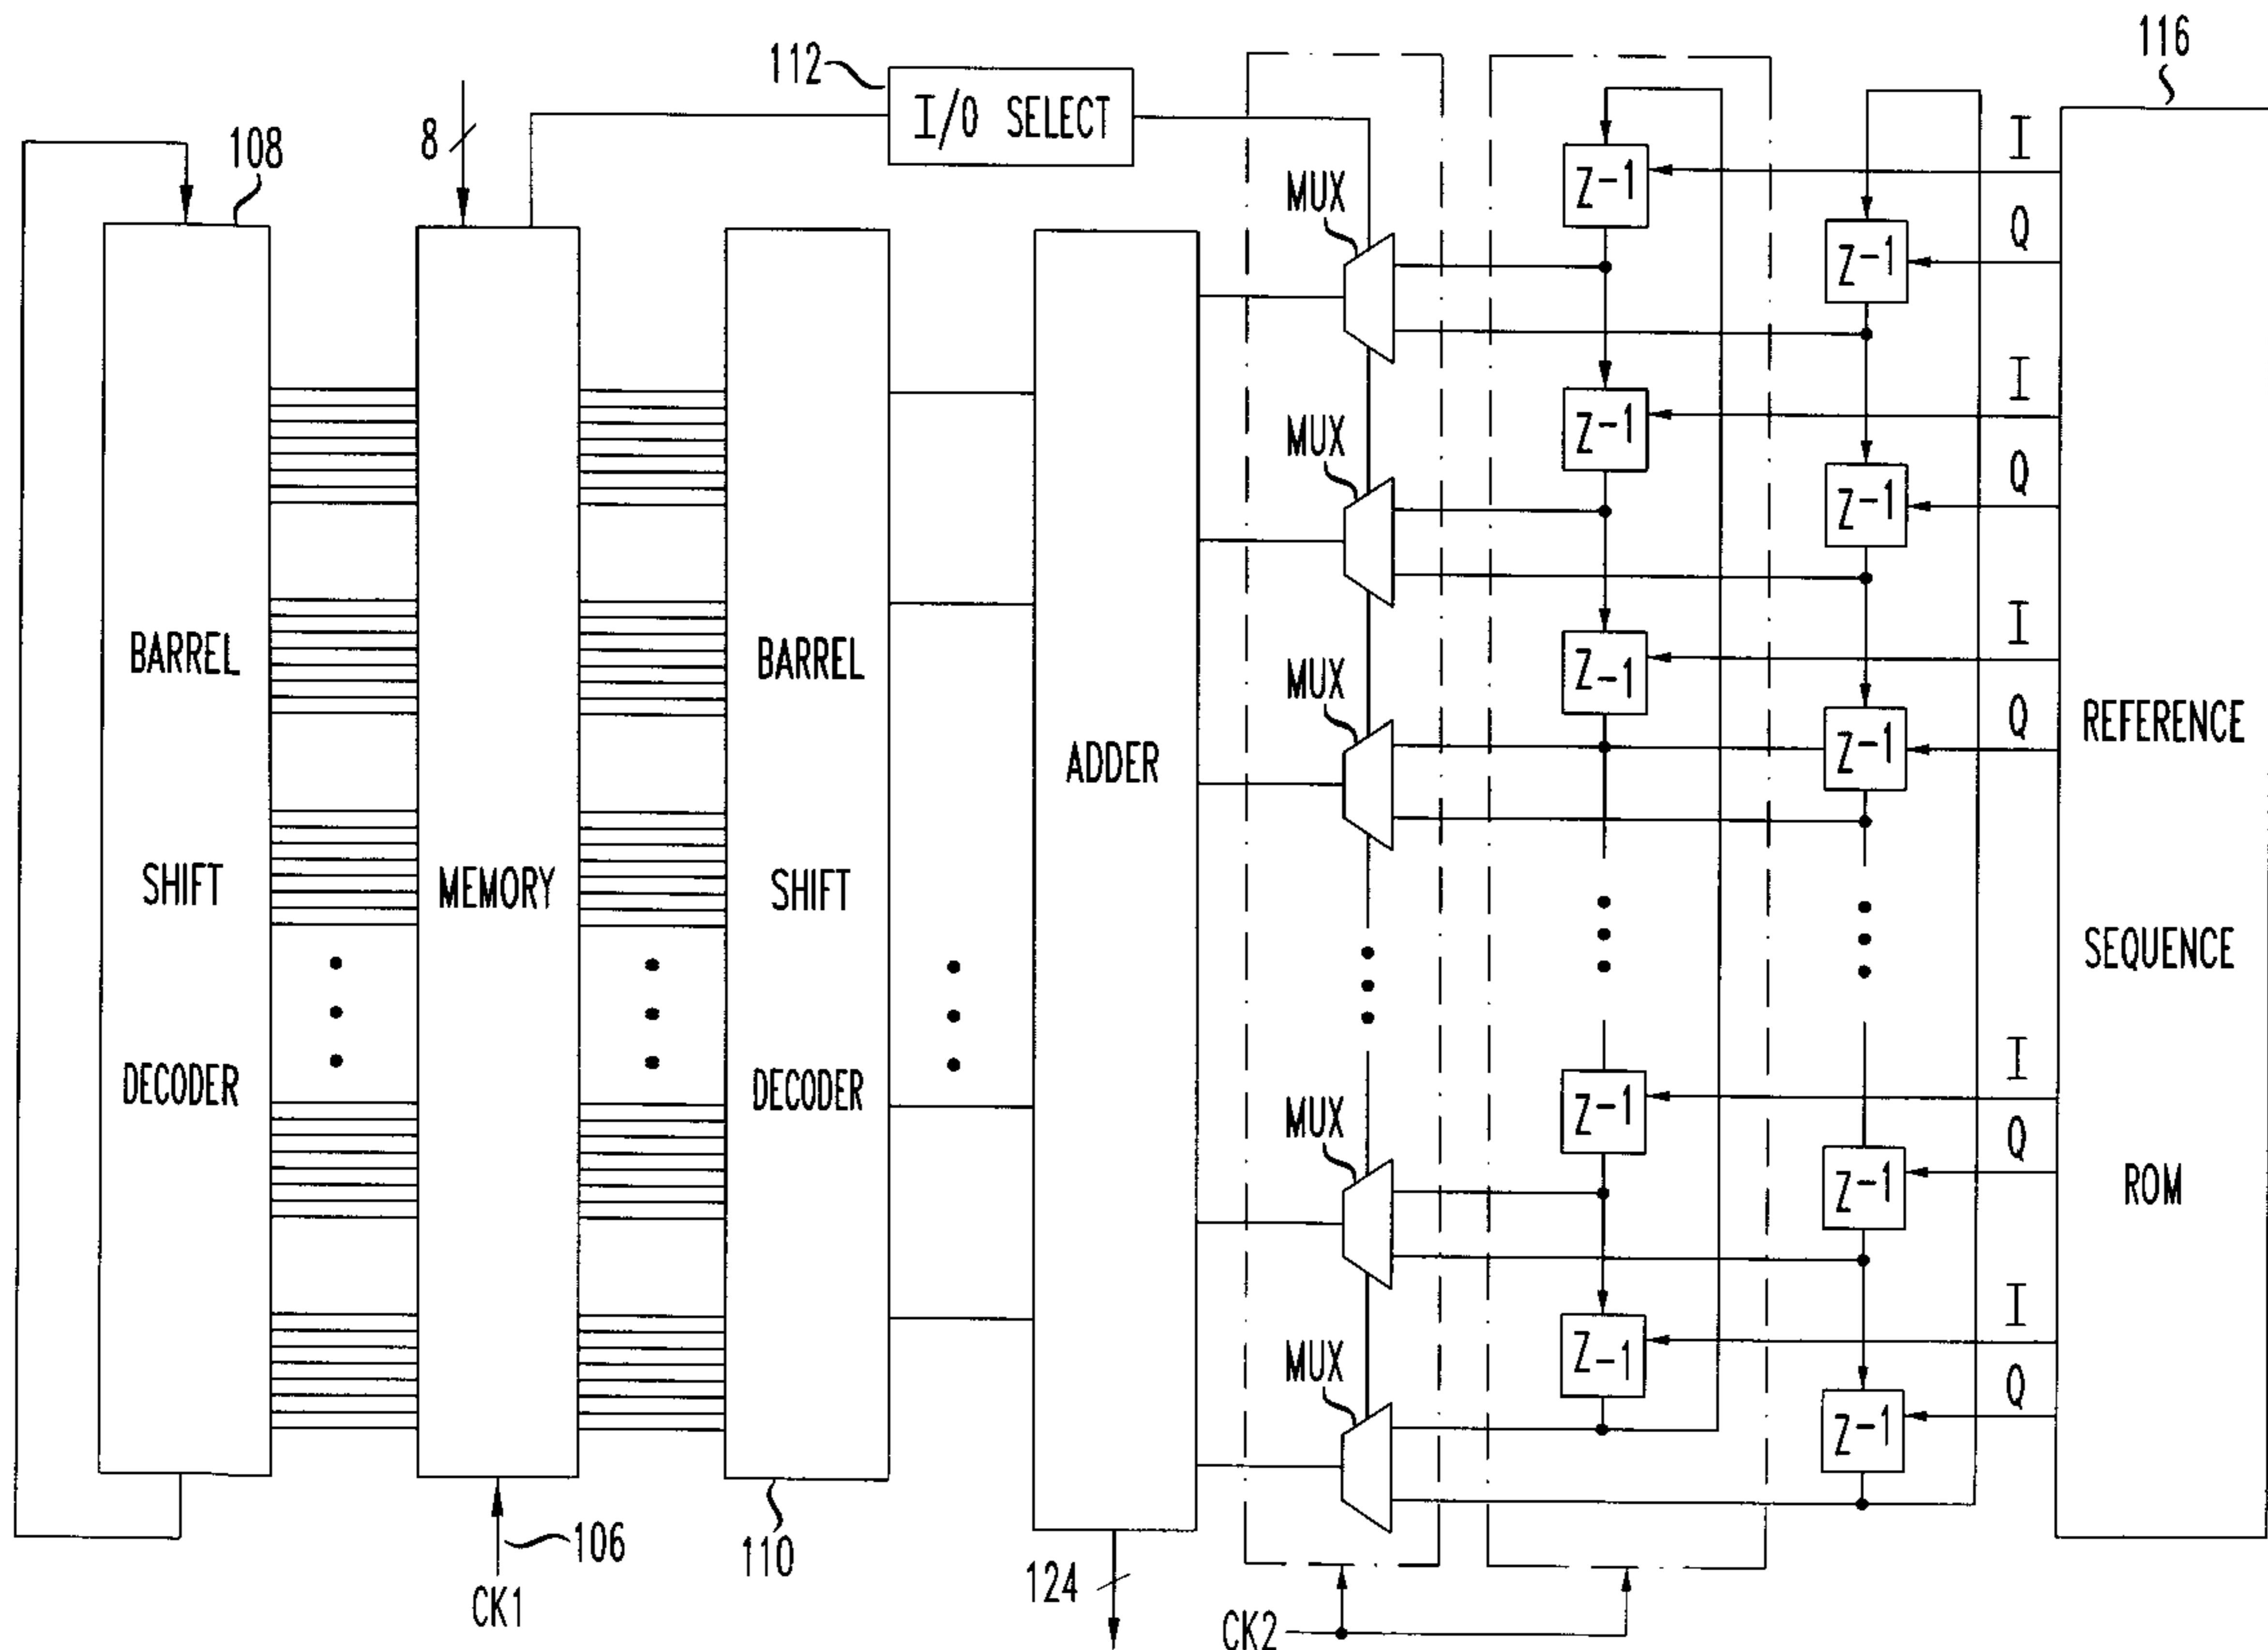 112
I/O SELECT
116
8
108
MUX
Z-1
I
Z-1
Q
MUX
Z-1
I
Z-1
Q
MUX
Z-1
I
Z-1
Q
BARREL
SHIFT
DECODER
MEMORY
BARREL
SHIFT
DECODER
ADDER
REFERENCE
SEQUENCE
ROM
MUX
Z-1
I
Z-1
Q
MUX
Z-1
I
Z-1
Q
106
CK1
110
124
CK2